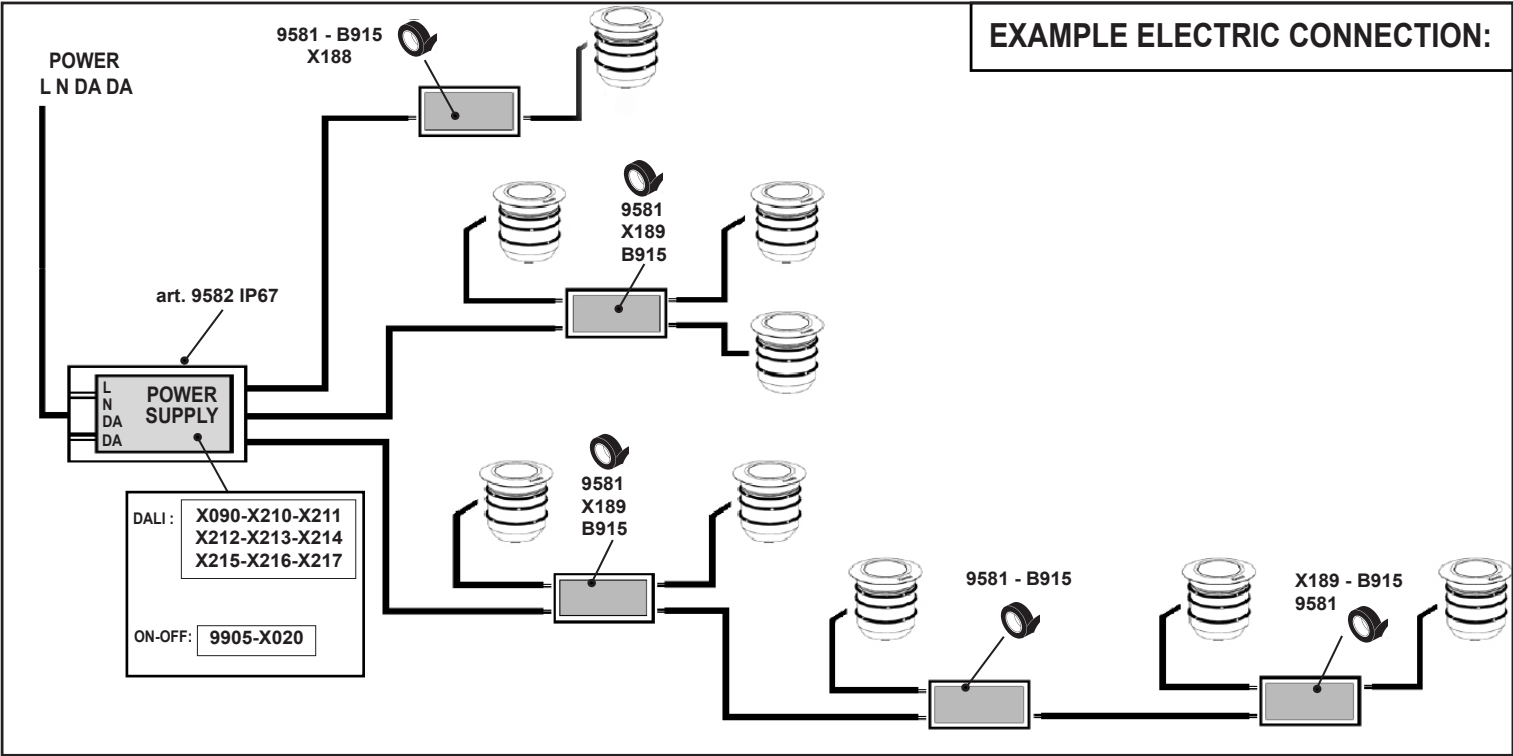 EXAMPLE ELECTRIC CONNECTION:
POWER
L N DA DA
9581 - B915
X188
9581
X189
B915
art. 9582 IP67
L
N
DA
DA
POWER
SUPPLY
9581
X189
B915
DALI :
X090-X210-X211
X212-X213-X214
X215-X216-X217
ON-OFF:
9905-X020
9581 - B915
X189 - B915
9581